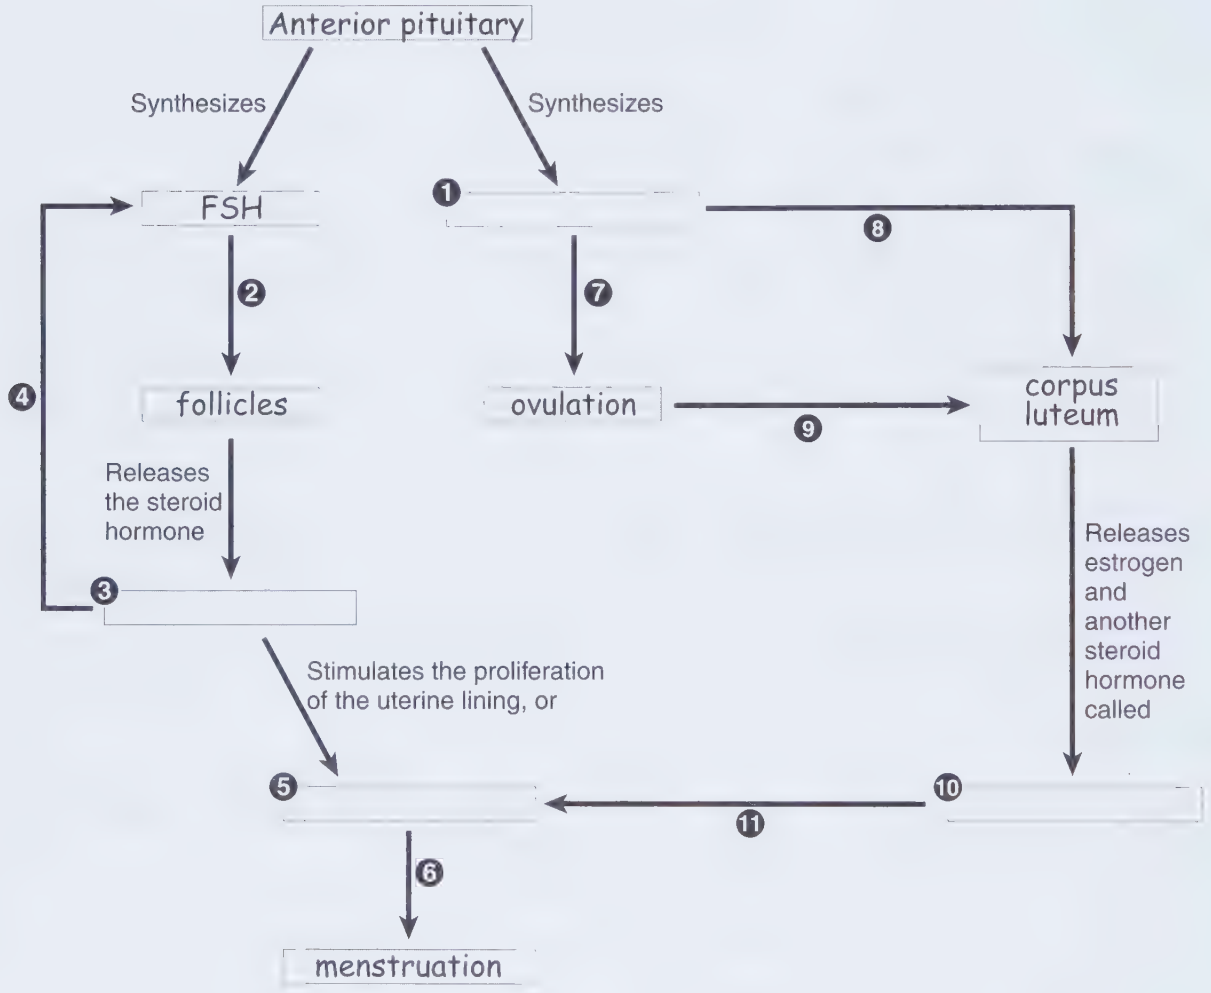 Anterior pituitary
Synthesizes
Synthesizes
1
FSH
8
2
7
4
follicles
ovulation
corpus
luteum
9
Releases
the steroid
hormone
Releases
estrogen
and
another
steroid
hormone
called
3
Stimulates the proliferation
of the uterine lining, or
5
10
11
6
menstruation